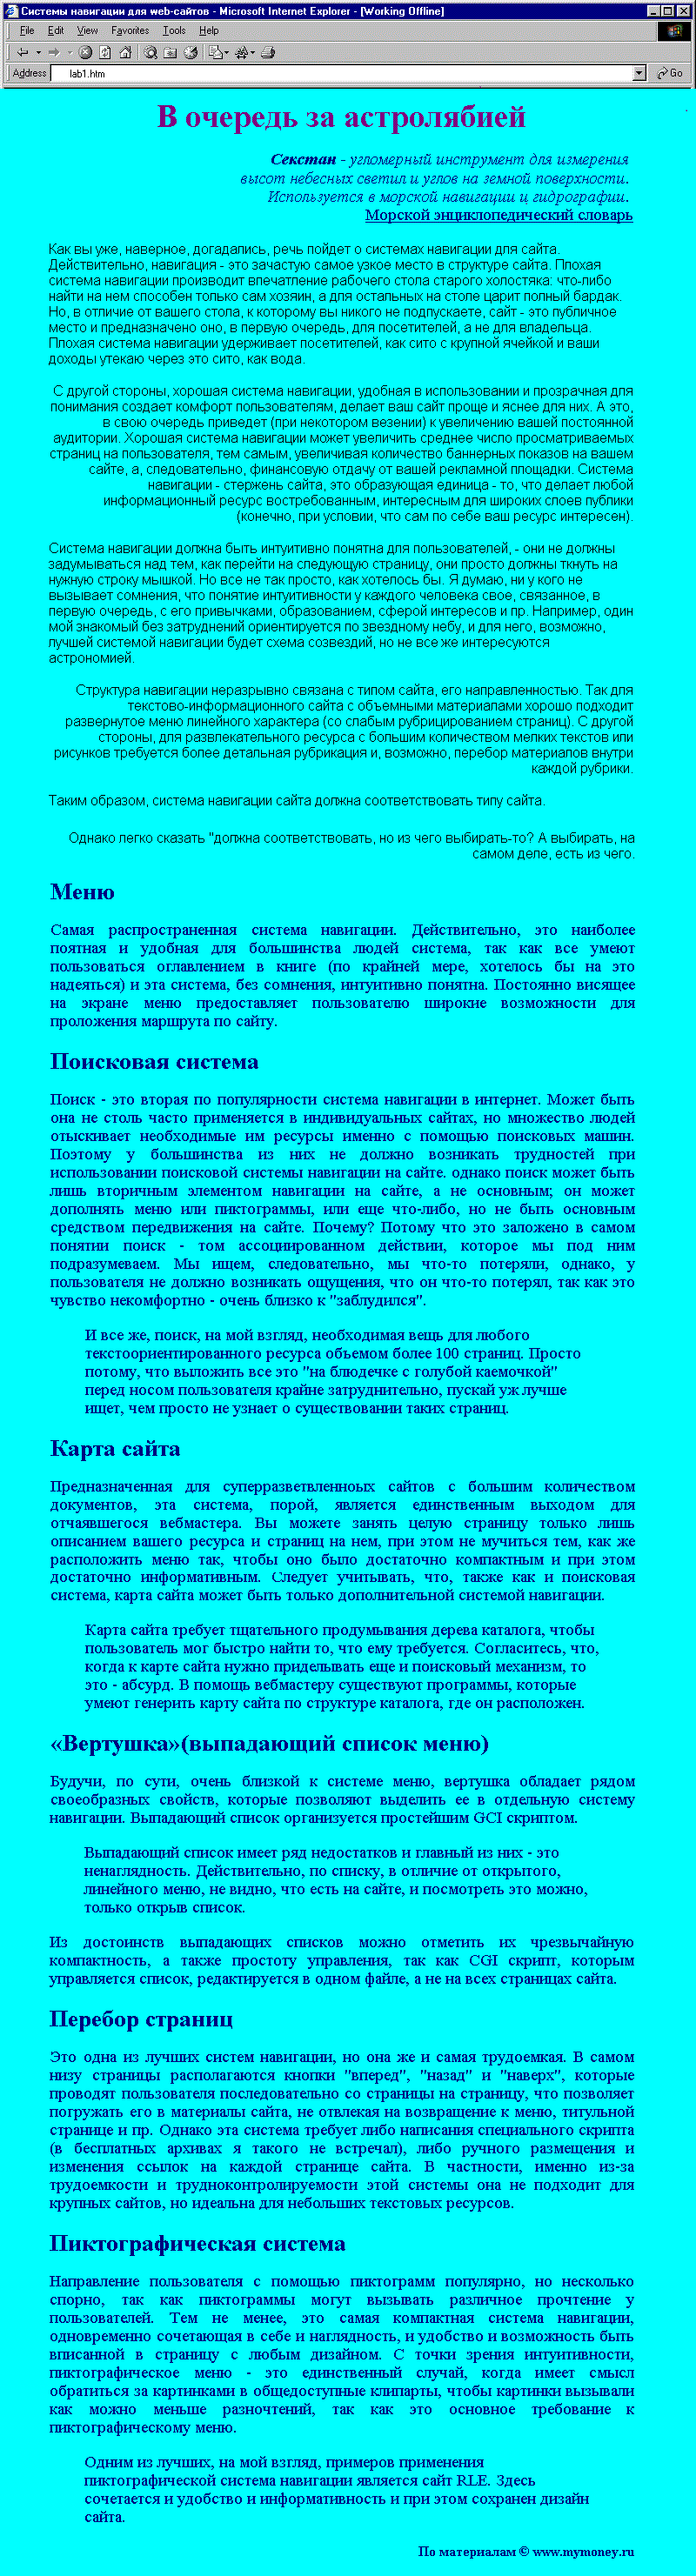 Системы навигации для web-сайтов - Microsoft Internet Explorer - [Working Offline]
File Edit View Favorites Tools Help
Address lab1.htm Go
В очередь за астролябией
Секстан - угломерный инструмент для измерения
высот небесных светил и углов на земной поверхности.
Используется в морской навигации ц гидрографии.
Морской энциклопедический словарь
Как вы уже, наверное, догадались, речь пойдет о системах навигации для сайта.
Действительно, навигация - это зачастую самое узкое место в структуре сайта. Плохая
система навигации производит впечатление рабочего стола старого холостяка: что-либо
найти на нем способен только сам хозяин, а для остальных на столе царит полный бардак.
Но, в отличие от вашего стола, к которому вы никого не подпускаете, сайт - это публичное
место и предназначено оно, в первую очередь, для посетителей, а не для владельца.
Плохая система навигации удерживает посетителей, как сито с крупной ячейкой и ваши
доходы утекаю через это сито, как вода.
С другой стороны, хорошая система навигации, удобная в использовании и прозрачная для
понимания создает комфорт пользователям, делает ваш сайт проще и яснее для них. А это,
в свою очередь приведет (при некотором везении) к увеличению вашей постоянной
аудитории. Хорошая система навигации может увеличить среднее число просматриваемых
страниц на пользователя, тем самым, увеличивая количество баннерных показов на вашем
сайте, а, следовательно, финансовую отдачу от вашей рекламной площадки. Система
навигации - стержень сайта, это образующая единица - то, что делает любой
информационный ресурс востребованным, интересным для широких слоев публики
(конечно, при условии, что сам по себе ваш ресурс интересен).
Система навигации должна быть интуитивно понятна для пользователей, - они не должны
задумываться над тем, как перейти на следующую страницу, они просто должны ткнуть на
нужную строку мышкой. Но все не так просто, как хотелось бы. Я думаю, ни у кого не
вызывает сомнения, что понятие интуитивности у каждого человека свое, связанное, в
первую очередь, с его привычками, образованием, сферой интересов и пр. Например, один
мой знакомый без затруднений ориентируется по звездному небу, и для него, возможно,
лучшей системой навигации будет схема созвездий, но не все же интересуются
астрономией.
Структура навигации неразрывно связана с типом сайта, его направленностью. Так для
текстово-информационного сайта с объемными материалами хорошо подходит
развернутое меню линейного характера (со слабым рубрицированием страниц). С другой
стороны, для развлекательного ресурса с большим количеством мелких текстов или
рисунков требуется более детальная рубрикация и, возможно, перебор материалов внутри
каждой рубрики.
Таким образом, система навигации сайта должна соответствовать типу сайта.
Однако легко сказать "должна соответствовать, но из чего выбирать-то? А выбирать, на
самом деле, есть из чего.
Меню
Самая распространенная система навигации. Действительно, это наиболее
поятная и удобная для большинства людей система, так как все умеют
пользоваться оглавлением в книге (по крайней мере, хотелось бы на это
надеяться) и эта система, без сомнения, интуитивно понятна. Постоянно висящее
на экране меню предоставляет пользователю широкие возможности для
проложения маршрута по сайту.
Поисковая система
Поиск - это вторая по популярности система навигации в интернет. Может быть
она не столь часто применяется в индивидуальных сайтах, но множество людей
отыскивает необходимые им ресурсы именно с помощью поисковых машин.
Поэтому у большинства из них не должно возникать трудностей при
использовании поисковой системы навигации на сайте. однако поиск может быть
лишь вторичным элементом навигации на сайте, а не основным; он может
дополнять меню или пиктограммы, или еще что-либо, но не быть основным
средством передвижения на сайте. Почему? Потому что это заложено в самом
понятии поиск - том ассоциированном действии, которое мы под ним
подразумеваем. Мы ищем, следовательно, мы что-то потеряли, однако, у
пользователя не должно возникать ощущения, что он что-то потерял, так как это
чувство некомфортно - очень близко к "заблудился".
И все же, поиск, на мой взгляд, необходимая вещь для любого
текстоориентированного ресурса обьемом более 100 страниц. Просто
потому, что выложить все это "на блюдечке с голубой каемочкой"
перед носом пользователя крайне затруднительно, пускай уж лучше
ищет, чем просто не узнает о существовании таких страниц.
Карта сайта
Предназначенная для суперразветвленноых сайтов с большим количеством
документов, эта система, порой, является единственным выходом для
отчаявшегося вебмастера. Вы можете занять целую страницу только лишь
описанием вашего ресурса и страниц на нем, при этом не мучиться тем, как же
расположить меню так, чтобы оно было достаточно компактным и при этом
достаточно информативным. Следует учитывать, что, также как и поисковая
система, карта сайта может быть только дополнительной системой навигации.
Карта сайта требует тщательного продумывания дерева каталога, чтобы
пользователь мог быстро найти то, что ему требуется. Согласитесь, что,
когда к карте сайта нужно приделывать еще и поисковый механизм, то
это - абсурд. В помощь вебмастеру существуют программы, которые
умеют генерить карту сайта по структуре каталога, где он расположен.
«Вертушка»(выпадающий список меню)
Будучи, по сути, очень близкой к системе меню, вертушка обладает рядом
своеобразных свойств, которые позволяют выделить ее в отдельную систему
навигации. Выпадающий список организуется простейшим GCI скриптом.
Выпадающий список имеет ряд недостатков и главный из них - это
ненаглядность. Действительно, по списку, в отличие от открытого,
линейного меню, не видно, что есть на сайте, и посмотреть это можно,
только открыв список.
Из достоинств выпадающих списков можно отметить их чрезвычайную
компактность, а также простоту управления, так как CGI скрипт, которым
управляется список, редактируется в одном файле, а не на всех страницах сайта.
Перебор страниц
Это одна из лучших систем навигации, но она же и самая трудоемкая. В самом
низу страницы располагаются кнопки "вперед", "назад" и "наверх", которые
проводят пользователя последовательно со страницы на страницу, что позволяет
погружать его в материалы сайта, не отвлекая на возвращение к меню, титульной
странице и пр. Однако эта система требует либо написания специального скрипта
(в бесплатных архивах я такого не встречал), либо ручного размещения и
изменения ссылок на каждой странице сайта. В частности, именно из-за
трудоемкости и трудноконтролируемости этой системы она не подходит для
крупных сайтов, но идеальна для небольших текстовых ресурсов.
Пиктографическая система
Направление пользователя с помощью пиктограмм популярно, но несколько
спорно, так как пиктограммы могут вызывать различное прочтение у
пользователей. Тем не менее, это самая компактная система навигации,
одновременно сочетающая в себе и наглядность, и удобство и возможность быть
вписанной в страницу с любым дизайном. С точки зрения интуитивности,
пиктографическое меню - это единственный случай, когда имеет смысл
обратиться за картинками в общедоступные клипарты, чтобы картинки вызывали
как можно меньше разночтений, так как это основное требование к
пиктографическому меню.
Одним из лучших, на мой взгляд, примеров применения
пиктографической система навигации является сайт RLE. Здесь
сочетается и удобство и информативность и при этом сохранен дизайн
сайта.
По материалам © www.mymoney.ru